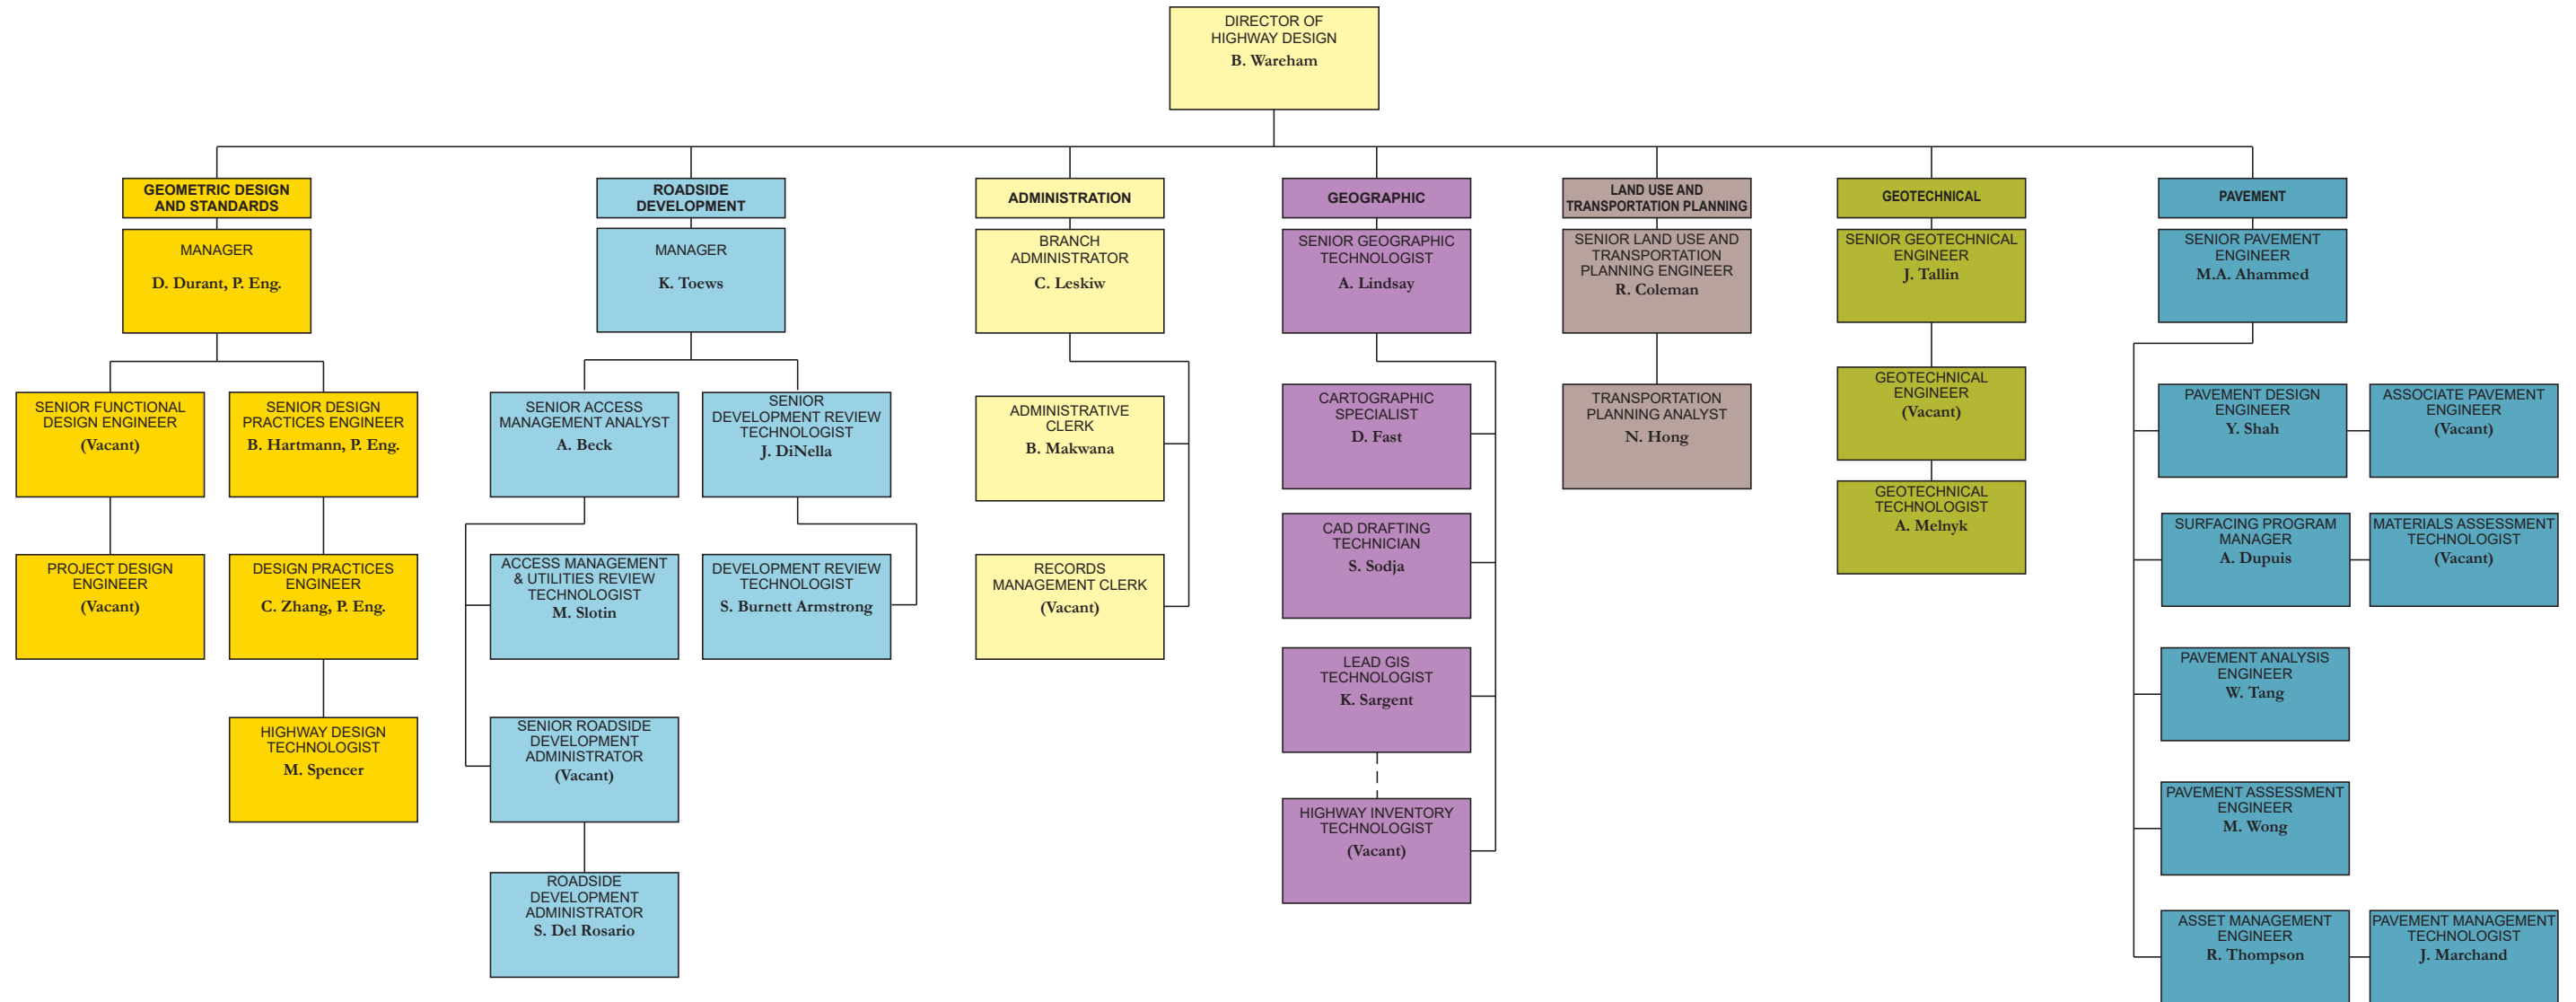 DIRECTOR OF
HIGHWAY DESIGN
B. Wareham
GEOMETRIC DESIGN
AND STANDARDS
MANAGER
D. Durant, P. Eng.
SENIOR FUNCTIONAL
DESIGN ENGINEER
(Vacant)
PROJECT DESIGN
ENGINEER
(Vacant)
SENIOR DESIGN
PRACTICES ENGINEER
B. Hartmann, P. Eng.
DESIGN PRACTICES
ENGINEER
C. Zhang, P. Eng.
HIGHWAY DESIGN
TECHNOLOGIST
M. Spencer
ROADSIDE
DEVELOPMENT
MANAGER
K. Toews
SENIOR ACCESS
MANAGEMENT ANALYST
A. Beck
ACCESS MANAGEMENT
& UTILITIES REVIEW
TECHNOLOGIST
M. Slotin
SENIOR ROADSIDE
DEVELOPMENT
ADMINISTRATOR
(Vacant)
ROADSIDE
DEVELOPMENT
ADMINISTRATOR
S. Del Rosario
SENIOR
DEVELOPMENT REVIEW
TECHNOLOGIST
J. DiNella
DEVELOPMENT REVIEW
TECHNOLOGIST
S. Burnett Armstrong
ADMINISTRATION
BRANCH
ADMINISTRATOR
C. Leskiw
ADMINISTRATIVE
CLERK
B. Makwana
RECORDS
MANAGEMENT CLERK
(Vacant)
GEOGRAPHIC
SENIOR GEOGRAPHIC
TECHNOLOGIST
A. Lindsay
CARTOGRAPHIC
SPECIALIST
D. Fast
CAD DRAFTING
TECHNICIAN
S. Sodja
LEAD GIS
TECHNOLOGIST
K. Sargent
HIGHWAY INVENTORY
TECHNOLOGIST
(Vacant)
LAND USE AND
TRANSPORTATION PLANNING
SENIOR LAND USE AND
TRANSPORTATION
PLANNING ENGINEER
R. Coleman
TRANSPORTATION
PLANNING ANALYST
N. Hong
GEOTECHNICAL
SENIOR GEOTECHNICAL
ENGINEER
J. Tallin
GEOTECHNICAL
ENGINEER
(Vacant)
GEOTECHNICAL
TECHNOLOGIST
A. Melnyk
PAVEMENT
SENIOR PAVEMENT
ENGINEER
M.A. Ahammed
PAVEMENT DESIGN
ENGINEER
Y. Shah
ASSOCIATE PAVEMENT
ENGINEER
(Vacant)
SURFACING PROGRAM
MANAGER
A. Dupuis
MATERIALS ASSESSMENT
TECHNOLOGIST
(Vacant)
PAVEMENT ANALYSIS
ENGINEER
W. Tang
PAVEMENT ASSESSMENT
ENGINEER
M. Wong
ASSET MANAGEMENT
ENGINEER
R. Thompson
PAVEMENT MANAGEMENT
TECHNOLOGIST
J. Marchand